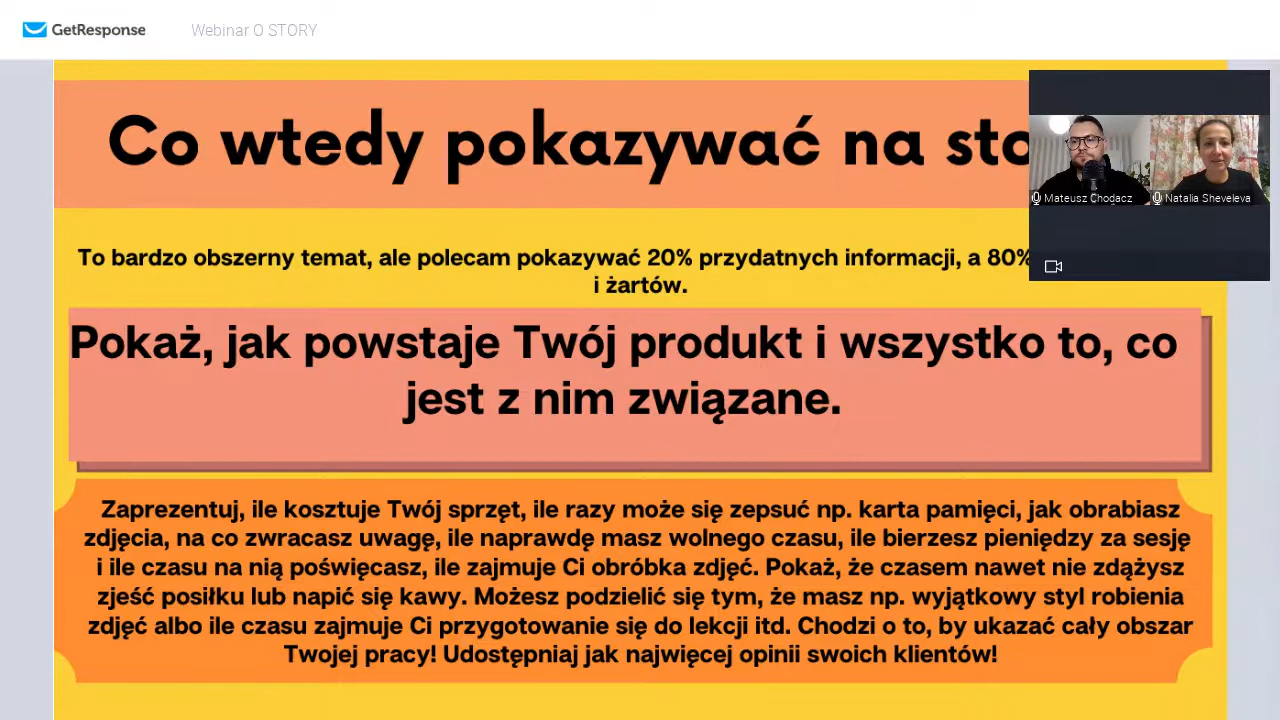 GetResponse
Webinar O STORY
Co wtedy pokazywać na
Mateusz Chodacz
Natalia Sheveleva
To bardzo obszerny temat, ale polecam pokazywać 20% przydatnych informacji, a 80%
i żartów.
Pokaż, jak powstaje Twój produkt i wszystko to, co
jest z nim związane.
Zaprezentuj, ile kosztuje Twój sprzęt, ile razy może się zepsuć np. karta pamięci, jak obrabiasz
zdjęcia, na co zwracasz uwagę, ile naprawdę masz wolnego czasu, ile bierzesz pieniędzy za sesję
i ile czasu na nią poświęcasz, ile zajmuje Ci obróbka zdjęć. Pokaż, że czasem nawet nie zdążysz
zjeść posiłku lub napić się kawy. Możesz podzielić się tym, że masz np. wyjątkowy styl robienia
zdjęć albo ile czasu zajmuje Ci przygotowanie się do lekcji itd. Chodzi o to, by ukazać cały obszar
Twojej pracy! Udostępniaj jak najwięcej opinii swoich klientów!